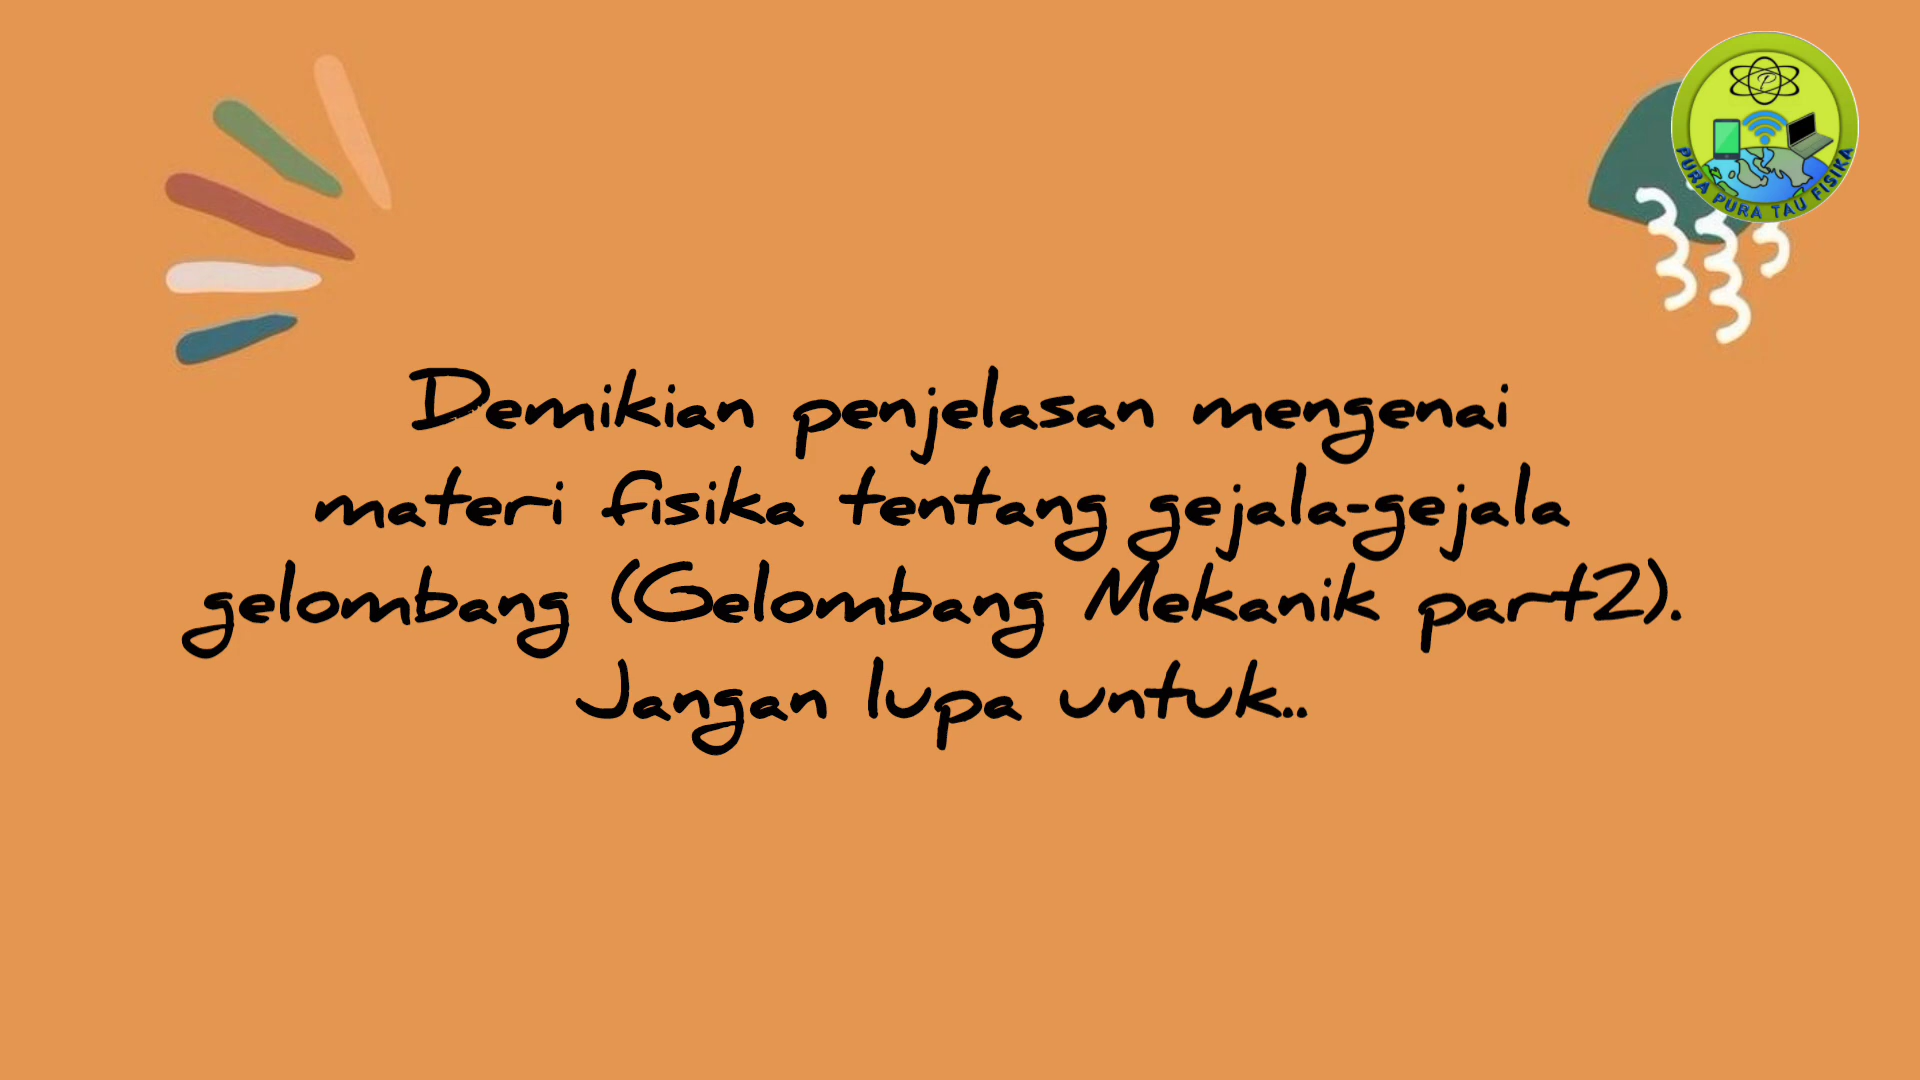 PURA PURA TAU FISIKA
Demikian penjelasan mengenai
materi fisika tentang gejala-gejala
gelombang (Gelombang Mekanik part2).
Jangan lupa untuk..